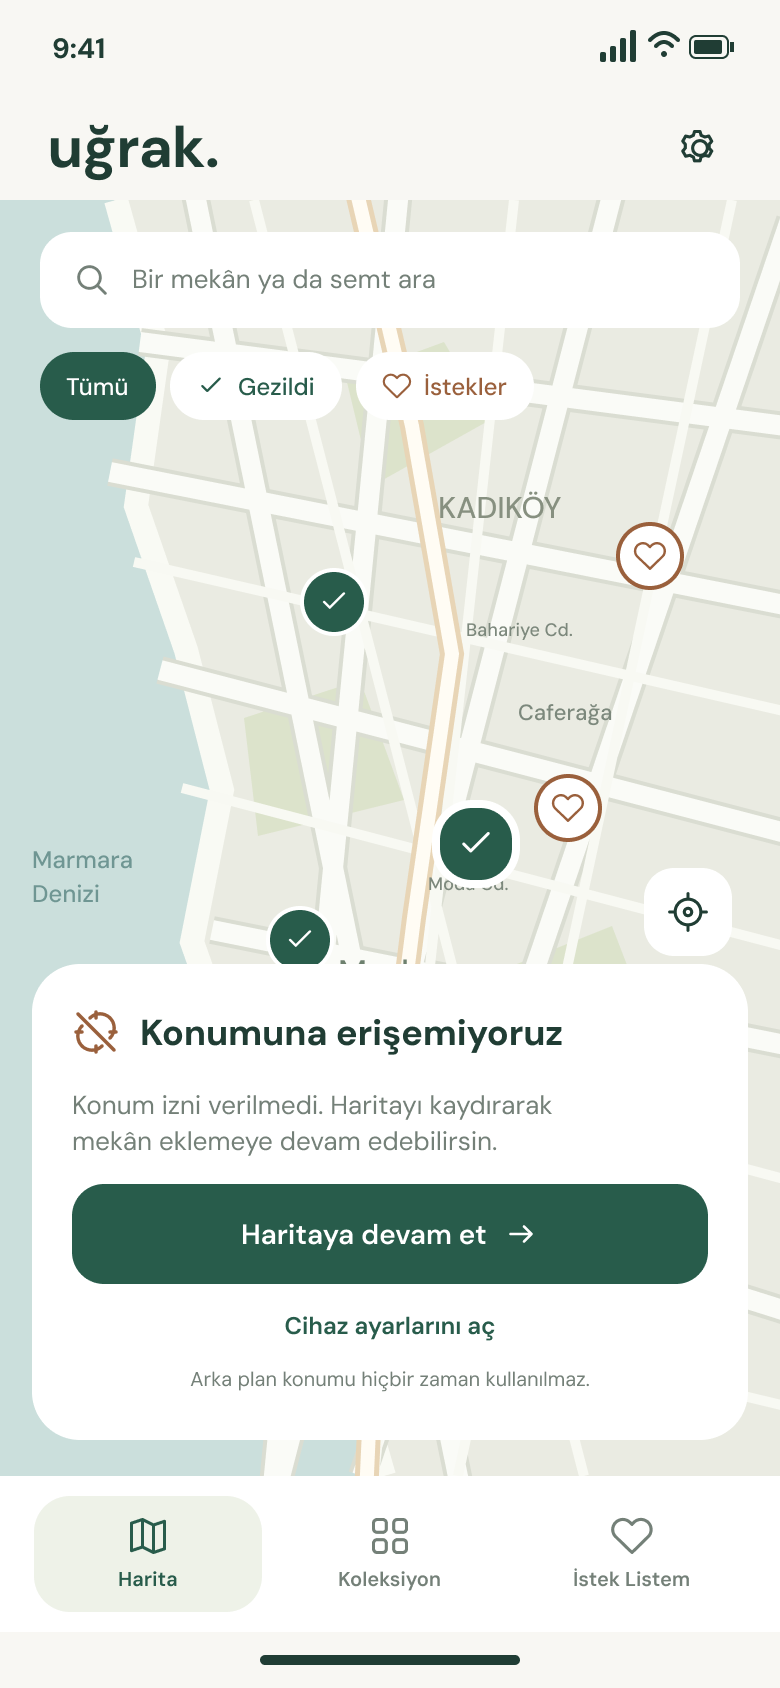 9:41
uğrak.
Bir mekân ya da semt ara
Tümü
Gezildi
İstekler
KADIKÖY
Bahariye Cd.
Caferağa
Marmara
Denizi
Moda Cd.
Konumuna erişemiyoruz
Konum izni verilmedi. Haritayı kaydırarak
mekân eklemeye devam edebilirsin.
Haritaya devam et →
Cihaz ayarlarını aç
Arka plan konumu hiçbir zaman kullanılmaz.
Harita
Koleksiyon
İstek Listem